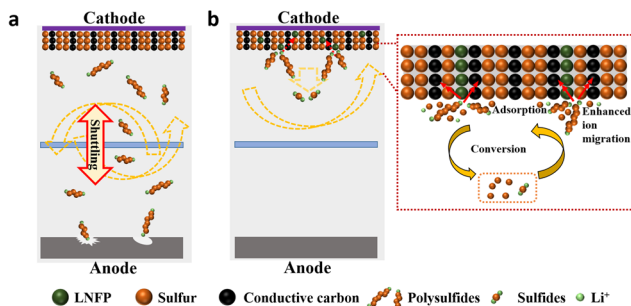 a
Cathode
Shuttling
Anode
b
Cathode
Anode
Adsorption
Enhanced
ion
migration
Conversion
LNFP
Sulfur
Conductive carbon
Polysulfides
Sulfides
Li⁺